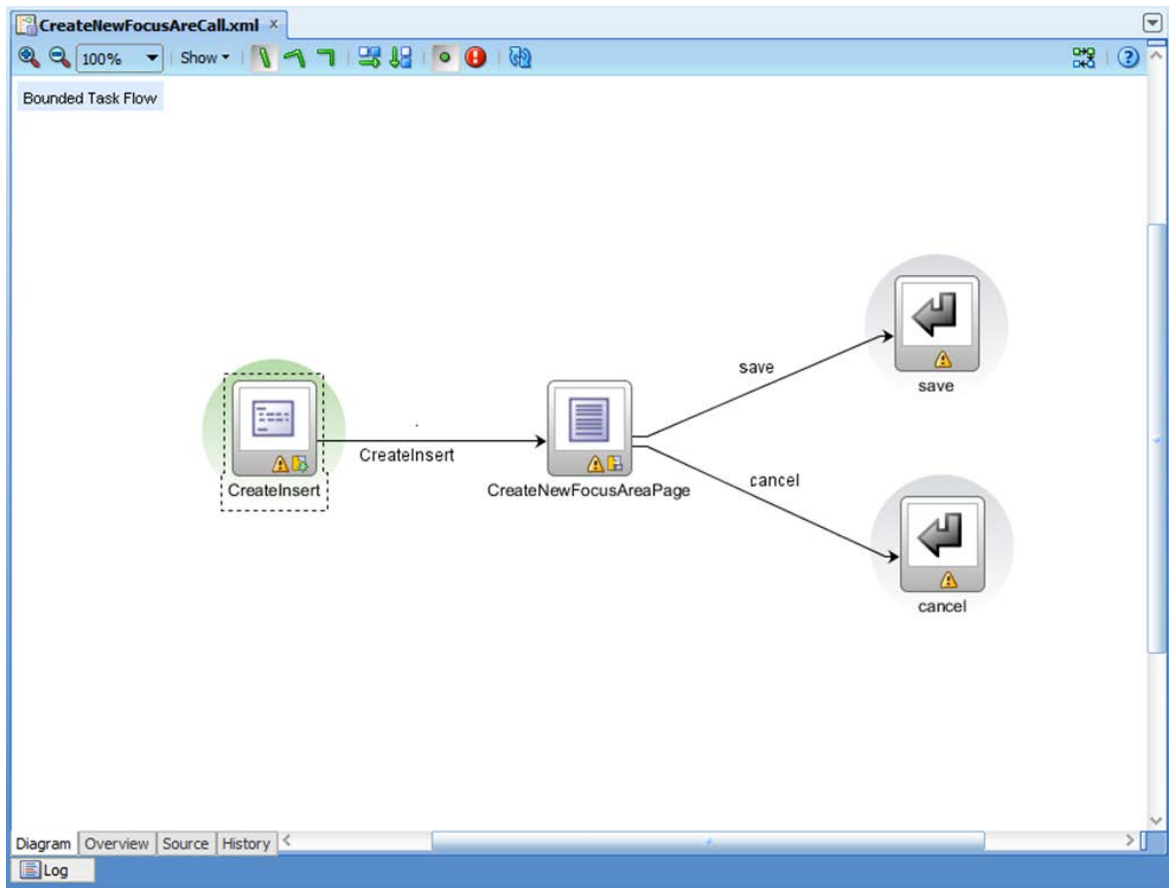 CreateNewFocusAreCall.xml
100% Show
Bounded Task Flow
save
save
CreateInsert
CreateInsert
CreateNewFocusAreaPage
cancel
cancel
Diagram Overview Source History
Log